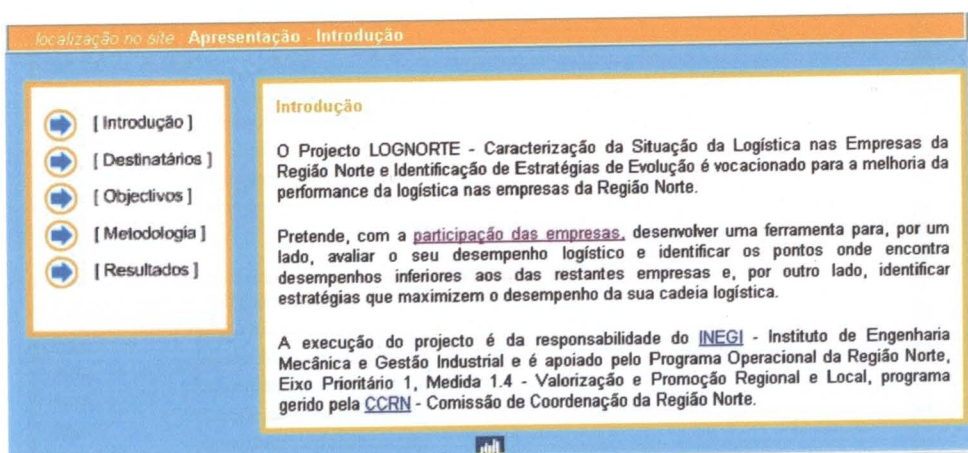 ... localização no site: Apresentação - Introdução
[ Introdução ]
[ Destinatários ]
[ Objectivos ]
[ Metodologia ]
[ Resultados ]
Introdução
O Projecto LOGNORTE - Caracterização da Situação da Logística nas Empresas da
Região Norte e Identificação de Estratégias de Evolução é vocacionado para a melhoria da
performance da logística nas empresas da Região Norte.
Pretende, com a participação das empresas, desenvolver uma ferramenta para, por um
lado, avaliar o seu desempenho logístico e identificar os pontos onde encontra
desempenhos inferiores aos das restantes empresas e, por outro lado, identificar
estratégias que maximizem o desempenho da sua cadeia logística.
A execução do projecto é da responsabilidade do INEGI - Instituto de Engenharia
Mecânica e Gestão Industrial e é apoiado pelo Programa Operacional da Região Norte,
Eixo Prioritário 1, Medida 1.4 - Valorização e Promoção Regional e Local, programa
gerido pela CCRN - Comissão de Coordenação da Região Norte.